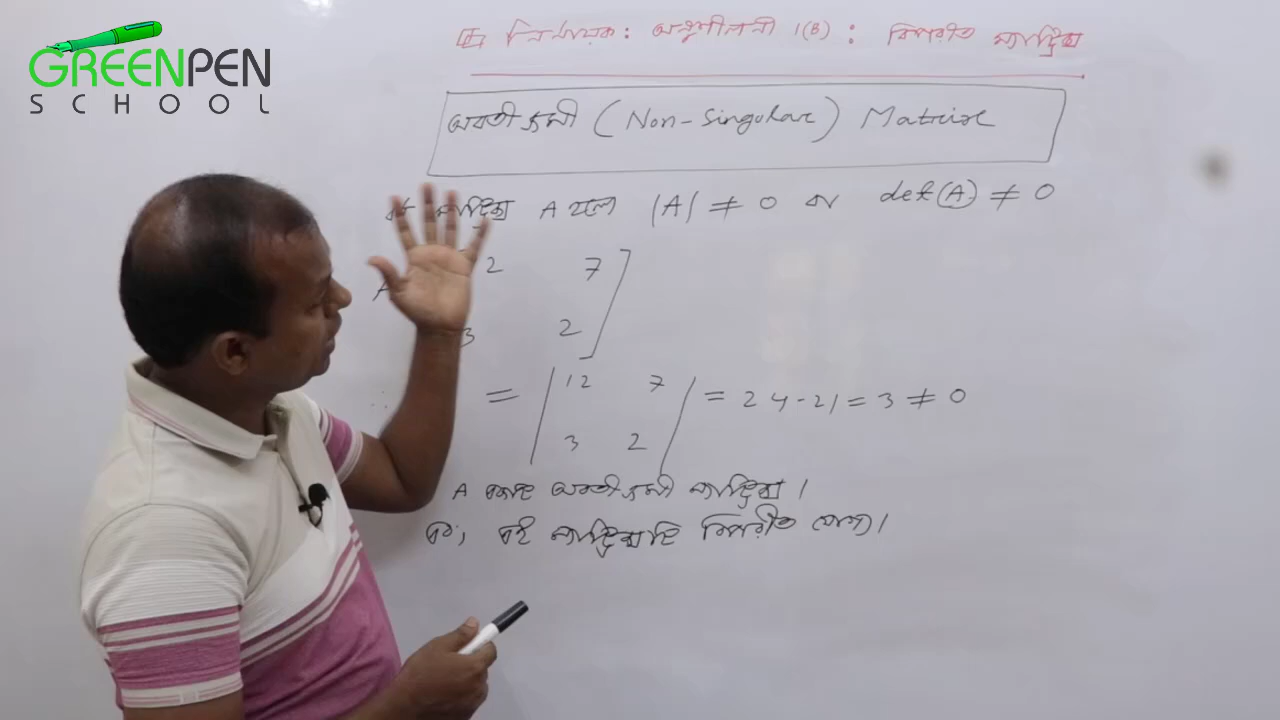 GREENPEN
SCHOOL
নির্ণায়ক: অনুশীলনী 1(B): বিপরীত ম্যাট্রিক্স
অব্যতিক্রমী (Non-Singular) Matrix
ম্যাট্রিক্স A হলে |A| ≠ 0 বা det(A) ≠ 0
2 7
A
3 2
= |12 7| = 24-21 = 3 ≠ 0
3 2
A একটি অব্যতিক্রমী ম্যাট্রিক্স।
এবং, এই ম্যাট্রিক্সটি বিপরীত যোগ্য।